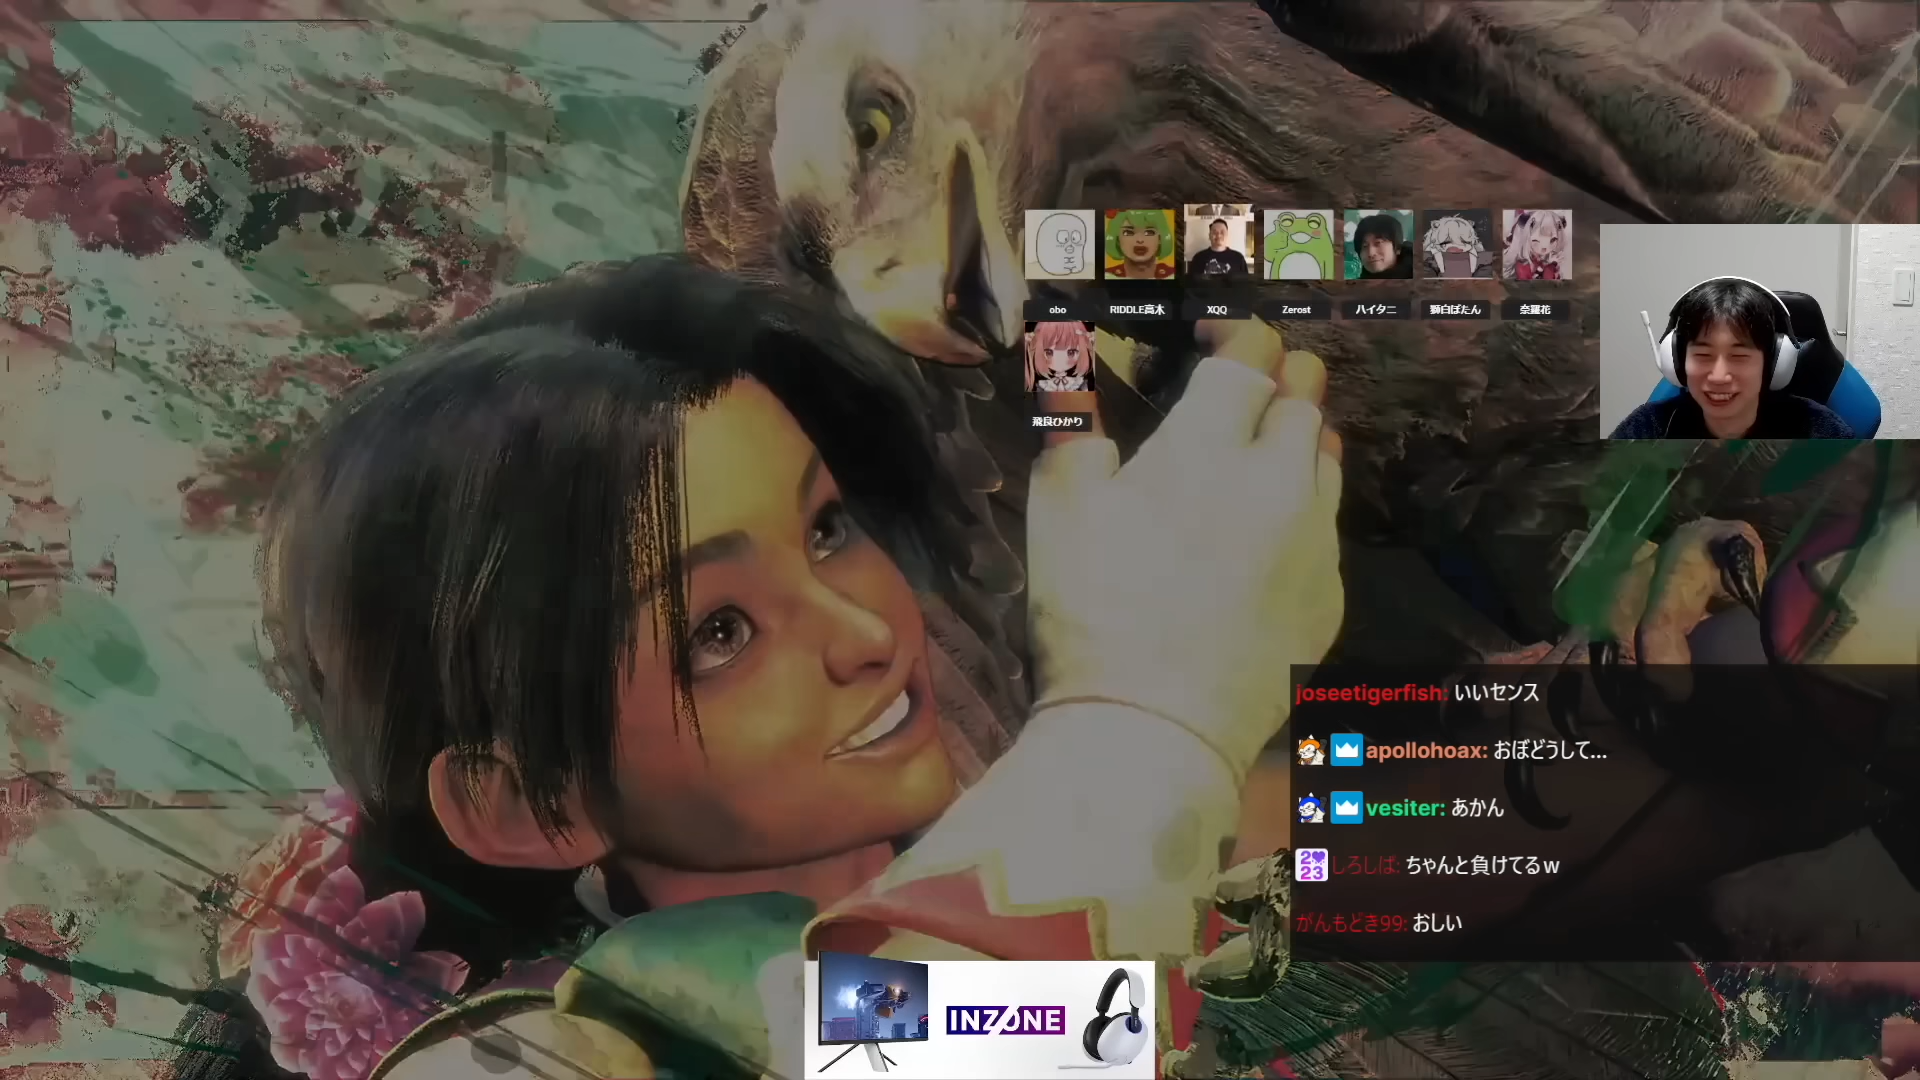 obo
RIDDLE高木
XQQ
Zerost
ハイタニ
獅白ぼたん
奈羅花
飛良ひかり
joseetigerfish: いいセンス
apollohoax: おぼどうして...
vesiter: あかん
2023
しろしば: ちゃんと負けてるw
がんもどき99: おしい
INZONE